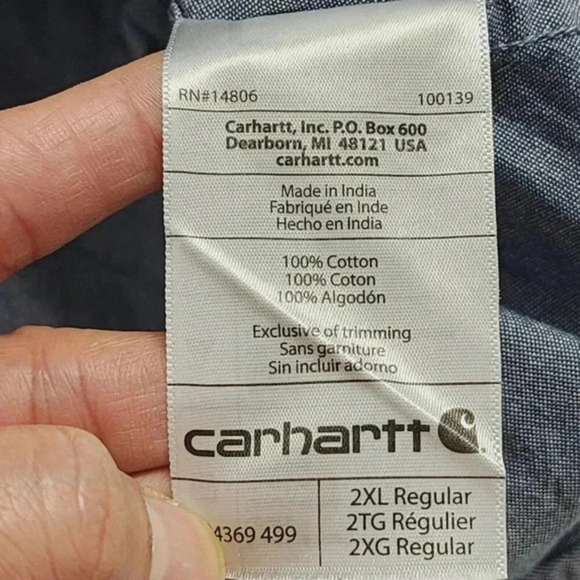 RN#14806 100139
Carhartt, Inc. P.O. Box 600
Dearborn, MI 48121 USA
carhartt.com
Made in India
Fabriqué en Inde
Hecho en India
100% Cotton
100% Coton
100% Algodón
Exclusive of trimming
Sans garniture
Sin incluir adorno
carhartt
2XL Regular
4369 499 2TG Régulier
2XG Regular